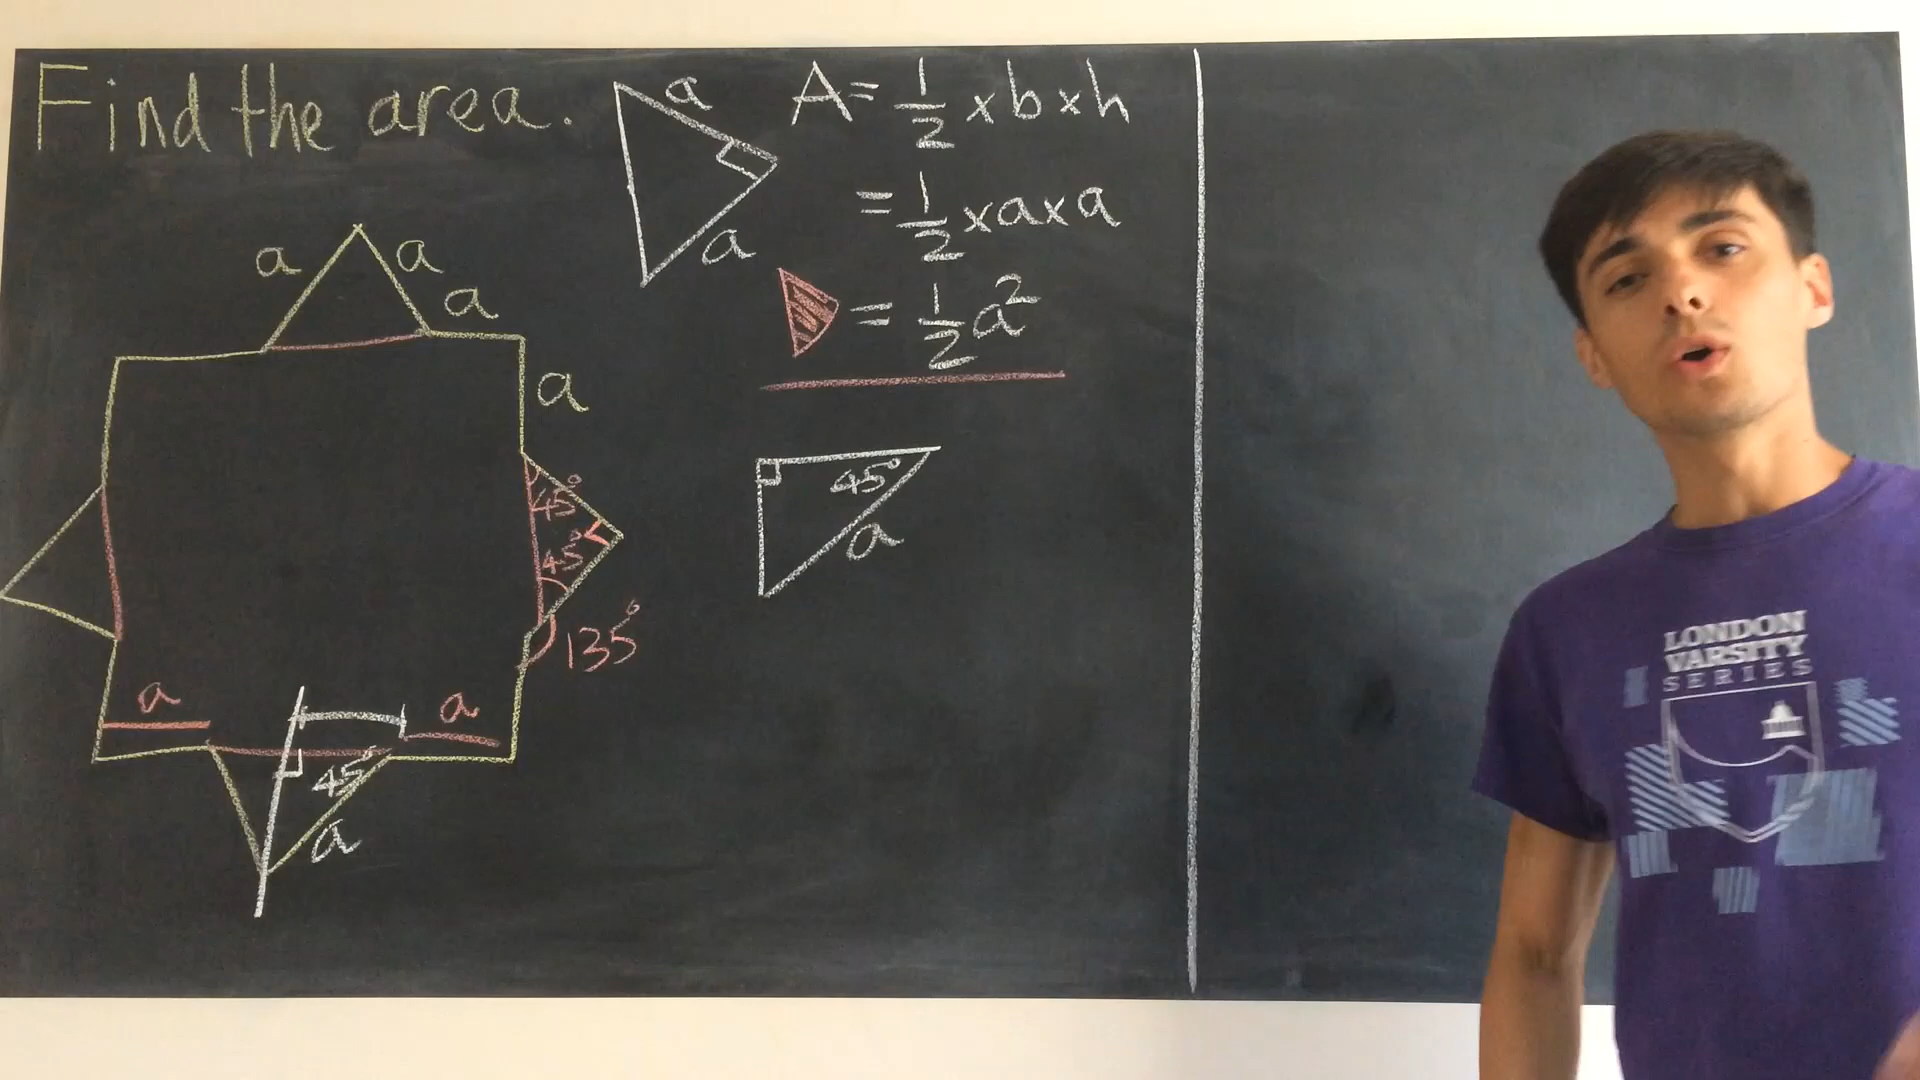 Find the area.
a
a
A = 1/2 × b × h
= 1/2 × a × a
= 1/2 a²
a
a
a
a
45°
45°
135°
45°
a
a
a
45°
a
LONDON
VARSITY
SERIES